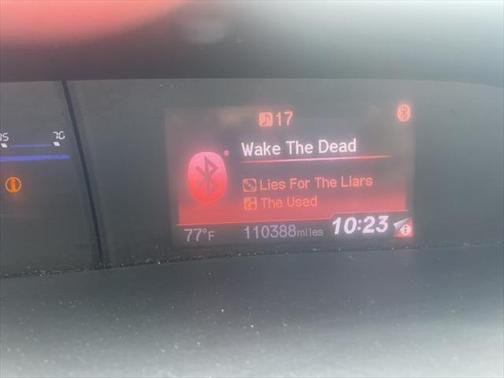 17
Wake The Dead
Lies For The Liars
The Used
77°F 110388miles 10:23